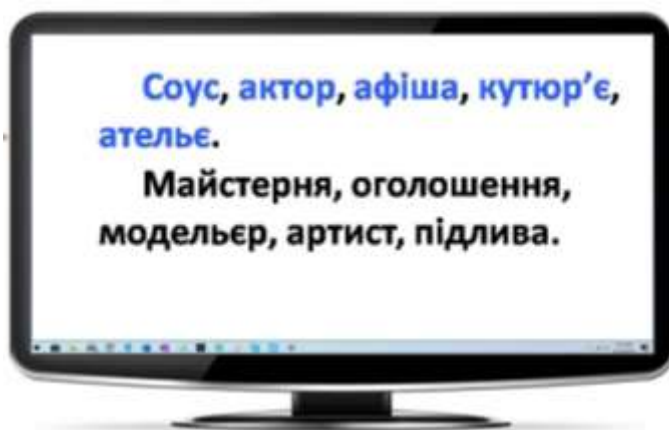 Соус, актор, афіша, кутюр’є,
ательє.
Майстерня, оголошення,
модельєр, артист, підлива.